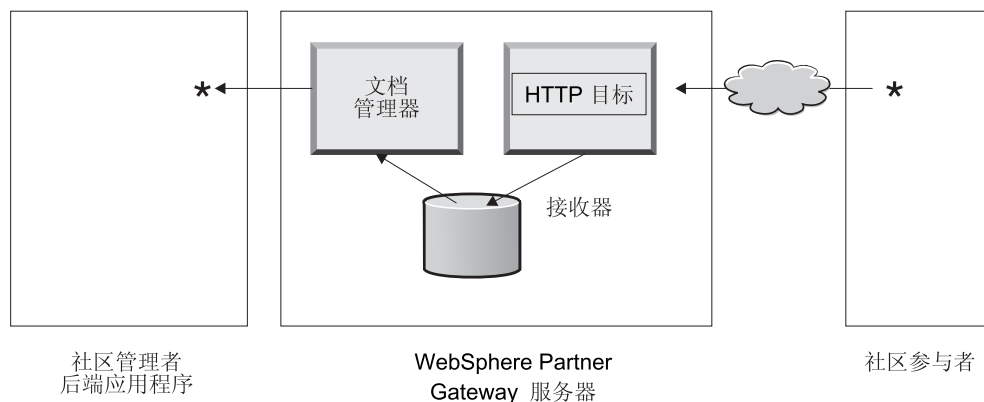 *
文档
管理器
HTTP 目标
*
接收器
社区管理者
后端应用程序
WebSphere Partner
Gateway 服务器
社区参与者